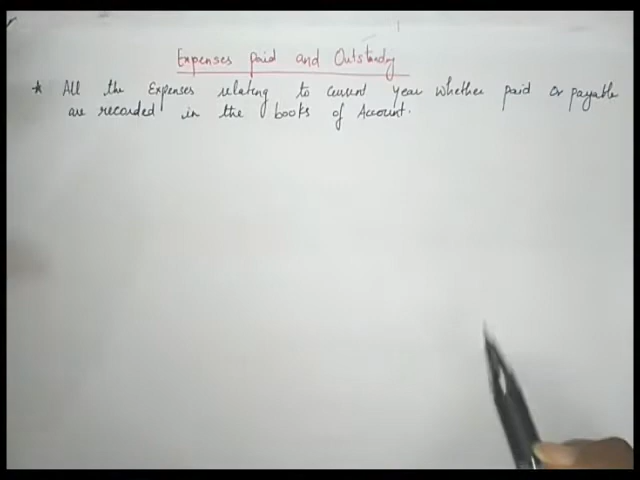 Expenses paid and Outstandy
* All the Expenses relating to current year whether paid or payable
are recorded in the books of Account.